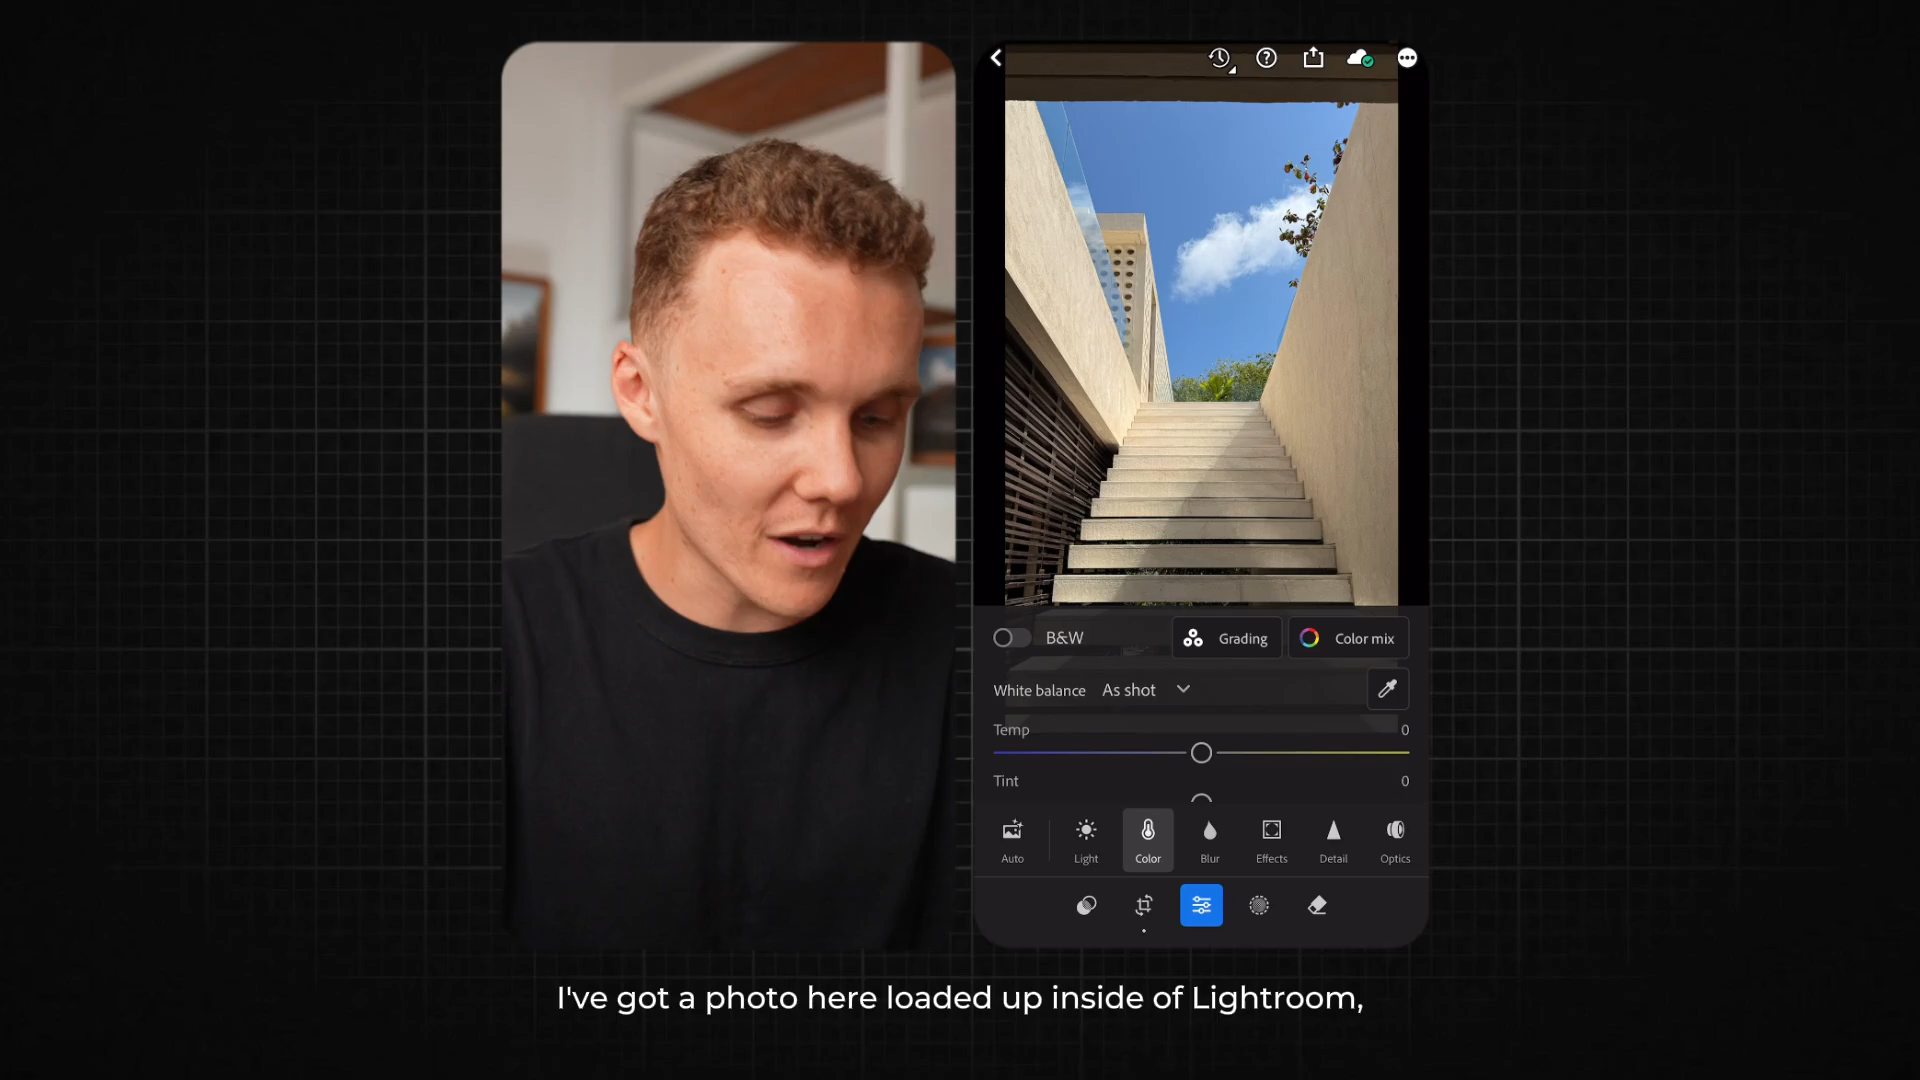 B&W
Grading
Color mix
White balance As shot
Temp 0
Tint 0
Auto Light Color Blur Effects Detail Optics
I've got a photo here loaded up inside of Lightroom,